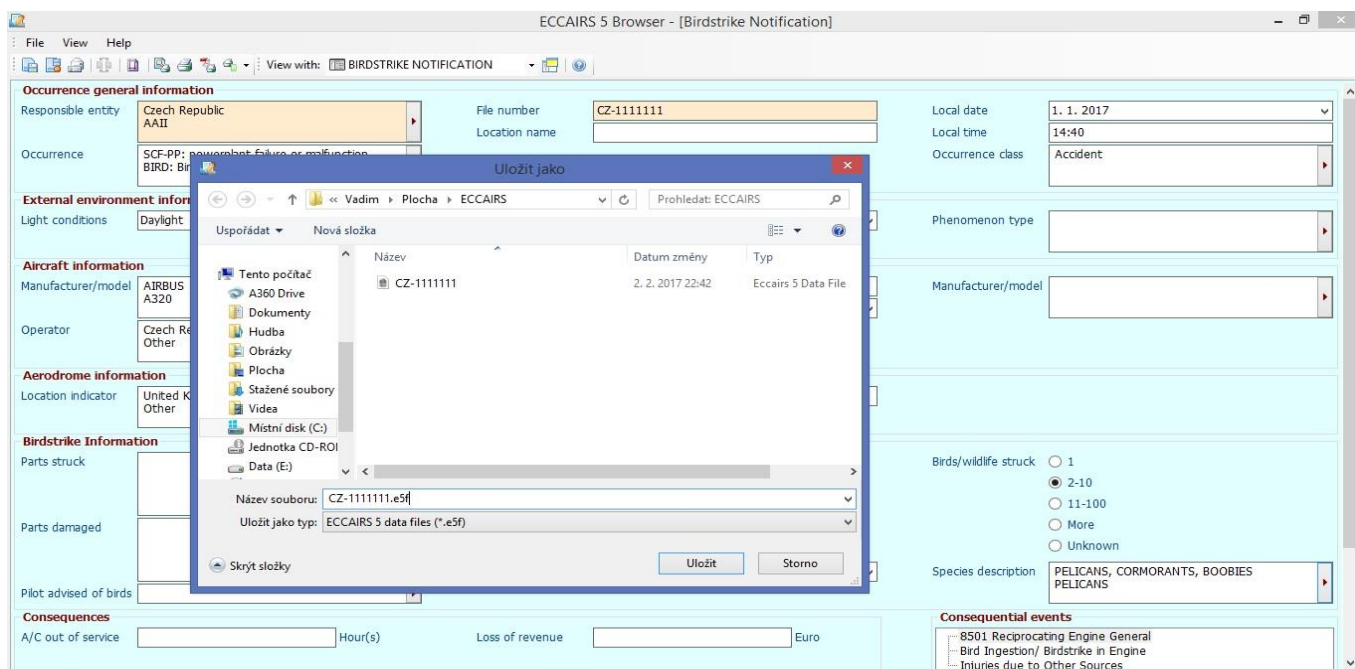 ECCAIRS 5 Browser - [Birdstrike Notification]
File View Help
View with: BIRDSTRIKE NOTIFICATION
Occurrence general information
Responsible entity
Czech Republic
AAII
File number CZ-1111111
Location name
Local date 1. 1. 2017
Local time 14:40
Occurrence
SCF-PP: powerplant failure or malfunction
BIRD:
Occurrence class Accident
External environment
Light conditions Daylight
Phenomenon type
Aircraft information
Manufacturer/model
AIRBUS
A320
Manufacturer/model
Operator
Czech
Other
Aerodrome information
Location indicator
United
Other
Birdstrike Information
Parts struck
Parts damaged
Pilot advised of birds
Birds/wildlife struck
1
2-10
11-100
More
Unknown
Species description
PELICANS, CORMORANTS, BOOBIES
PELICANS
Consequences
A/C out of service Hour(s) Loss of revenue Euro
Consequential events
8501 Reciprocating Engine General
Bird Ingestion/ Birdstrike in Engine
Injuries due to Other Sources
Uložit jako
« Vadim Plocha ECCAIRS
Prohledat: ECCAIRS
Uspořádat Nová složka
Název Datum změny Typ
CZ-1111111 2. 2. 2017 22:42 Eccairs 5 Data File
Tento počítač
A360 Drive
Dokumenty
Hudba
Obrázky
Plocha
Stažené soubory
Videa
Místní disk (C:)
Jednotka CD-ROM
Data (E:)
Název souboru: CZ-1111111.e5f
Uložit jako typ: ECCAIRS 5 data files (*.e5f)
Skrýt složky
Uložit Storno